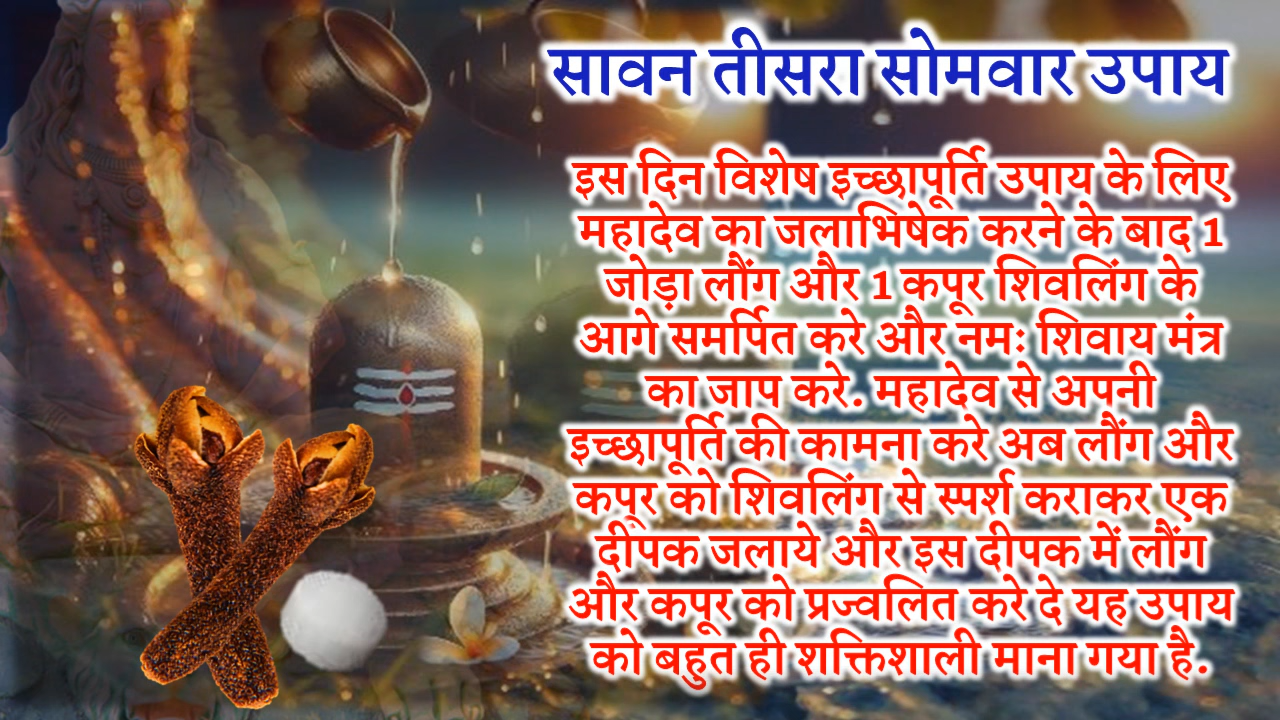 सावन तीसरा सोमवार उपाय
इस दिन विशेष इच्छापूर्ति उपाय के लिए
महादेव का जलाभिषेक करने के बाद 1
जोड़ा लौंग और 1 कपूर शिवलिंग के
आगे समर्पित करे और नमः शिवाय मंत्र
का जाप करे. महादेव से अपनी
इच्छापूर्ति की कामना करे अब लौंग और
कपूर को शिवलिंग से स्पर्श कराकर एक
दीपक जलाये और इस दीपक में लौंग
और कपूर को प्रज्वलित करे दे यह उपाय
को बहुत ही शक्तिशाली माना गया है.